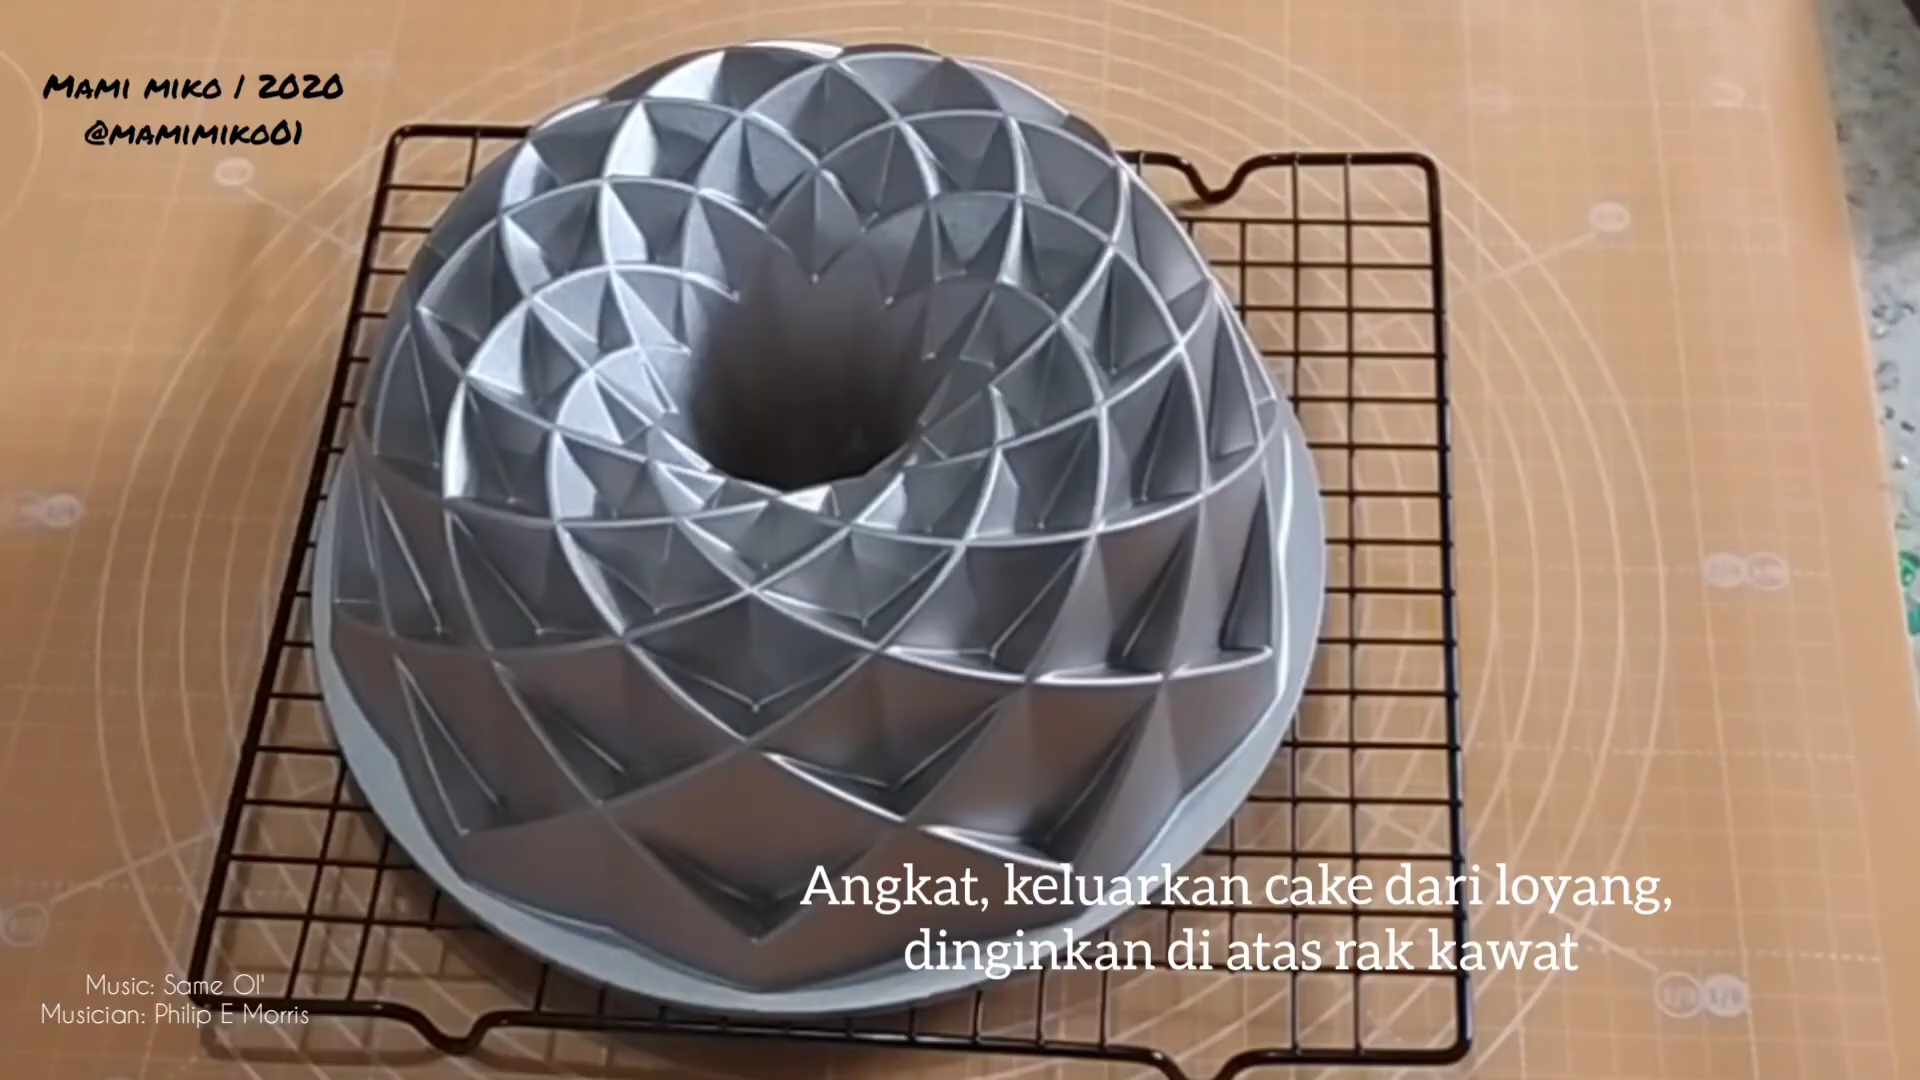 Mami miko | 2020
@mamimiko01
Angkat, keluarkan cake dari loyang,
dinginkan di atas rak kawat
Music: Same Ol'
Musician: Philip E Morris